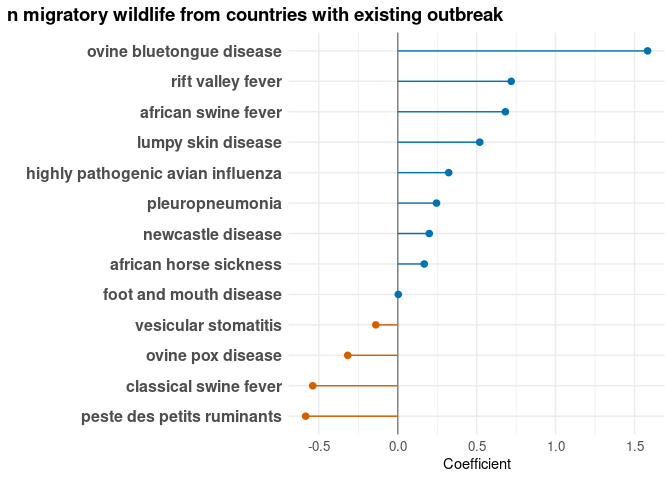 n migratory wildlife from countries with existing outbreak
ovine bluetongue disease
rift valley fever
african swine fever
lumpy skin disease
highly pathogenic avian influenza
pleuropneumonia
newcastle disease
african horse sickness
foot and mouth disease
vesicular stomatitis
ovine pox disease
classical swine fever
peste des petits ruminants
-0.5 0.0 0.5 1.0 1.5
Coefficient